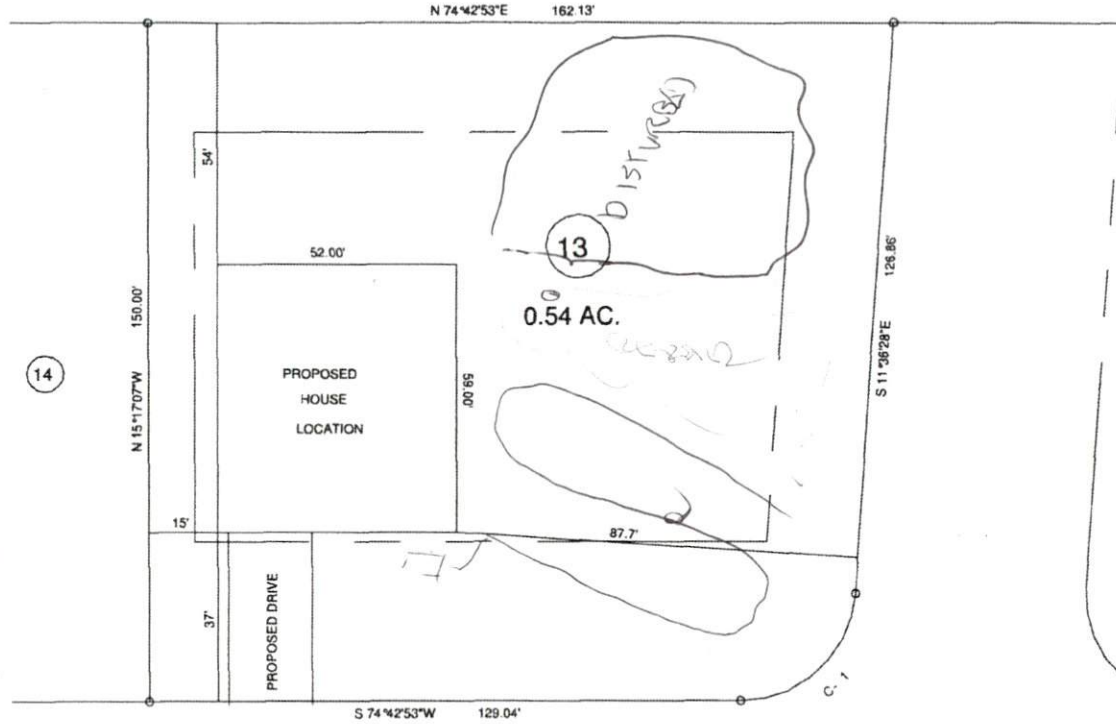 N 74°42'53"E 162.13'
DISTURBED
54'
13
52.00'
126.86'
150.00'
0.54 AC.
14
PROPOSED
HOUSE
LOCATION
59.00'
S 11°36'28"E
N 15°17'07"W
15'
87.7'
37'
PROPOSED DRIVE
C- 1
S 74°42'53"W 129.04'